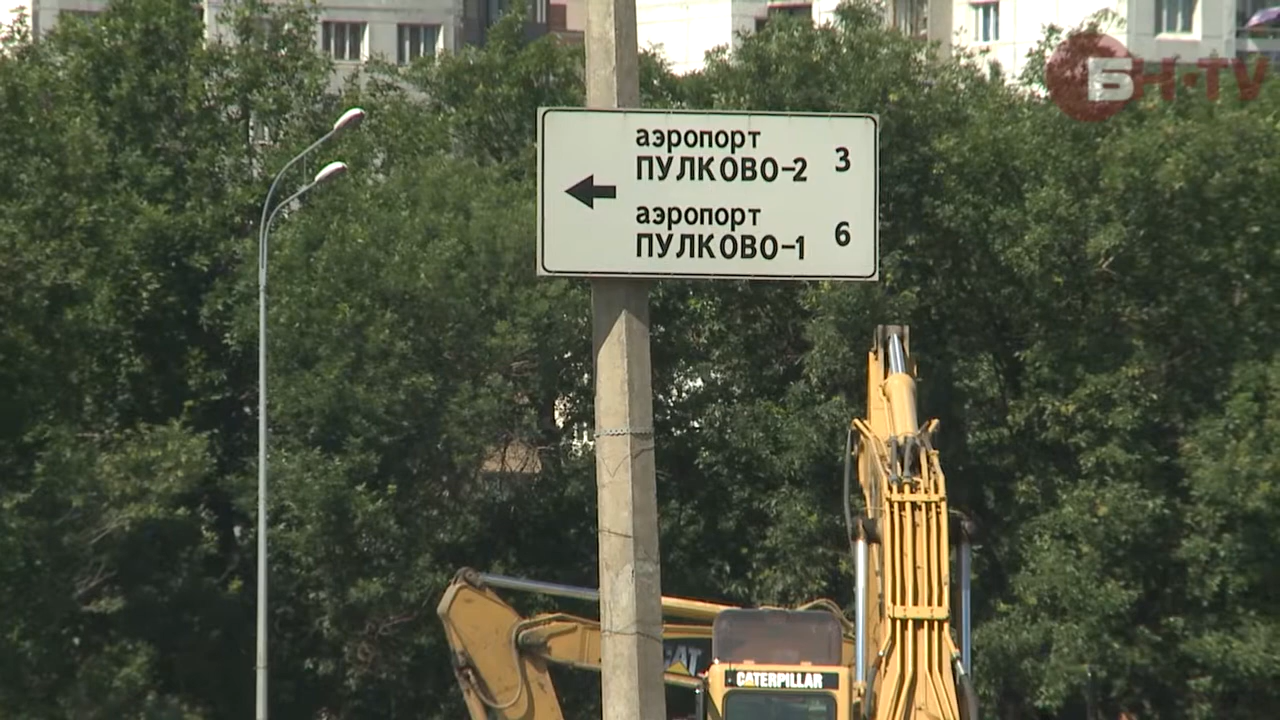 БН·TV
аэропорт
ПУЛКОВО-2 3
аэропорт
ПУЛКОВО-1 6
CAT
CATERPILLAR